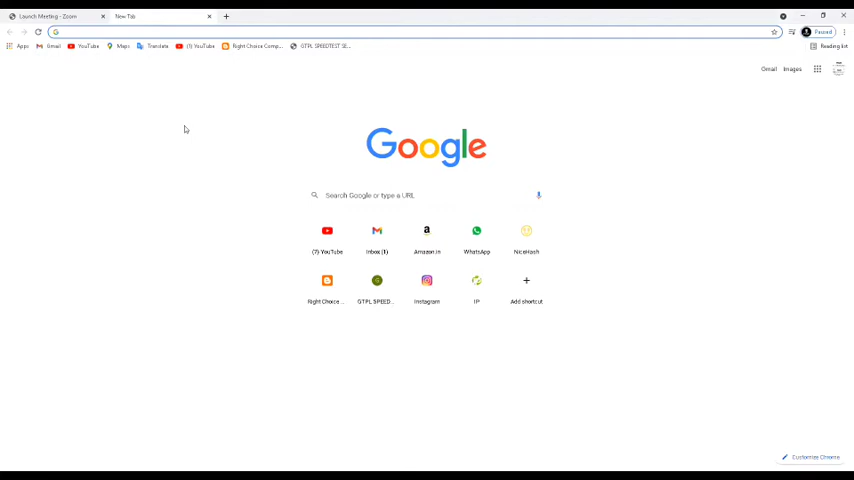 Launch Meeting - Zoom
New Tab
Paused
Apps
Gmail
YouTube
Maps
Translate
(7) YouTube
Right Choice Comp...
GTPL SPEEDTEST SE...
Reading list
Gmail
Images
Google
Search Google or type a URL
(7) YouTube
Inbox (1)
Amazon.in
WhatsApp
NiceHash
Right Choice ...
GTPL SPEED...
Instagram
IP
Add shortcut
Customize Chrome